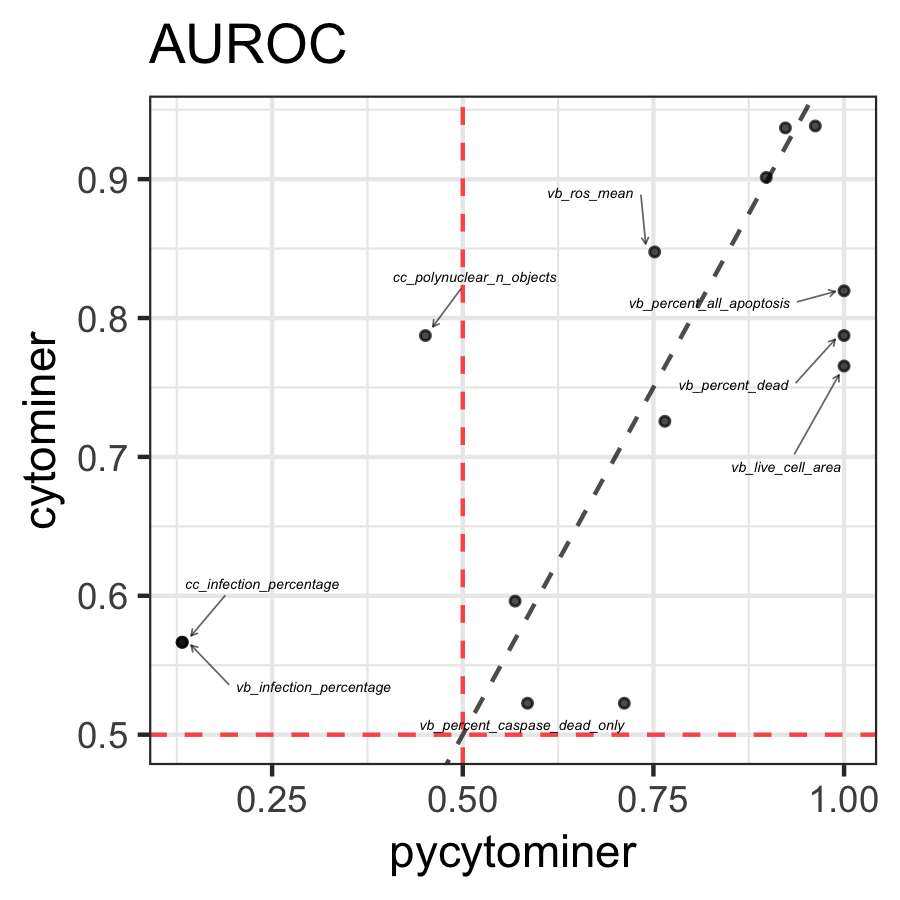 AUROC
0.9
0.8
0.7
0.6
0.5
cytominer
vb_ros_mean
cc_polynuclear_n_objects
vb_percent_all_apoptosis
vb_percent_dead
vb_live_cell_area
cc_infection_percentage
vb_infection_percentage
vb_percent_caspase_dead_only
0.25 0.50 0.75 1.00
pycytominer